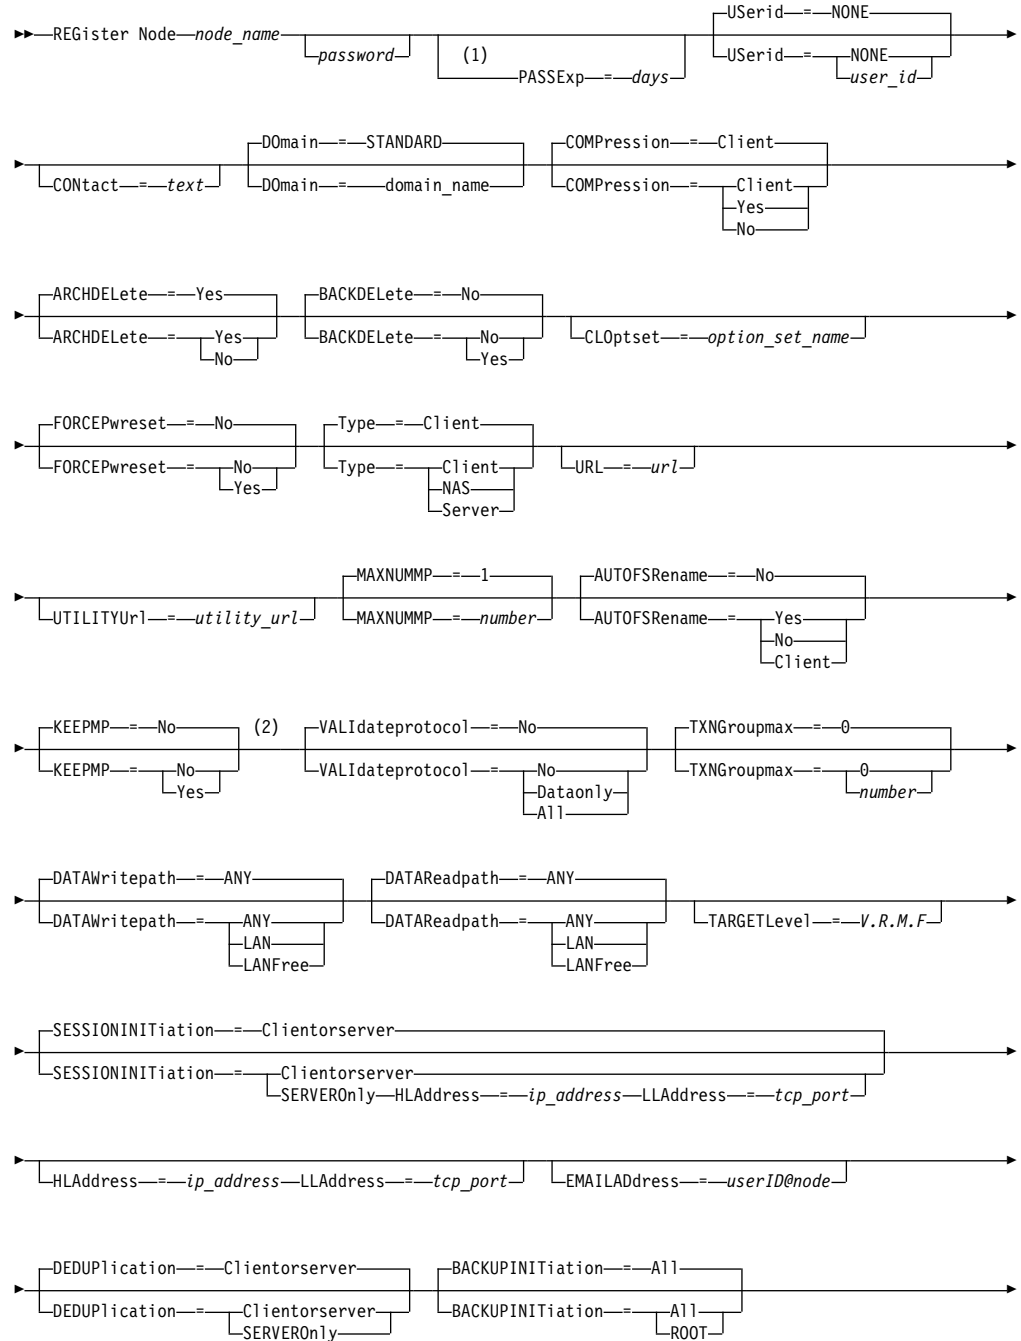 USerid = NONE
REGister Node node_name
password (1) USerid = NONE
PASSExp = days user_id
DOmain = STANDARD COMPression = Client
CONtact = text DOmain = domain_name COMPression = Client
Yes
No
ARCHDELete = Yes BACKDELete = No
ARCHDELete = Yes BACKDELete = No CLOptset = option_set_name
No Yes
FORCEPwreset = No Type = Client
FORCEPwreset = No Type = Client URL = url
Yes NAS
Server
MAXNUMMP = 1 AUTOFSRename = No
UTILITYUrl = utility_url MAXNUMMP = number AUTOFSRename = Yes
No
Client
KEEPMP = No (2) VALIdateprotocol = No TXNGroupmax = 0
KEEPMP = No VALIdateprotocol = No TXNGroupmax = 0
Yes Dataonly number
All
DATAWritepath = ANY DATAReadpath = ANY
DATAWritepath = ANY DATAReadpath = ANY TARGETLevel = V.R.M.F
LAN LAN
LANFree LANFree
SESSIONINITiation = Clientorserver
SESSIONINITiation = Clientorserver
SERVEROnly HLAddress = ip_address LLAddress = tcp_port
HLAddress = ip_address LLAddress = tcp_port EMAILADdress = userID@node
DEDUPlication = Clientorserver BACKUPINITiation = All
DEDUPlication = Clientorserver BACKUPINITiation = All
SERVEROnly ROOT